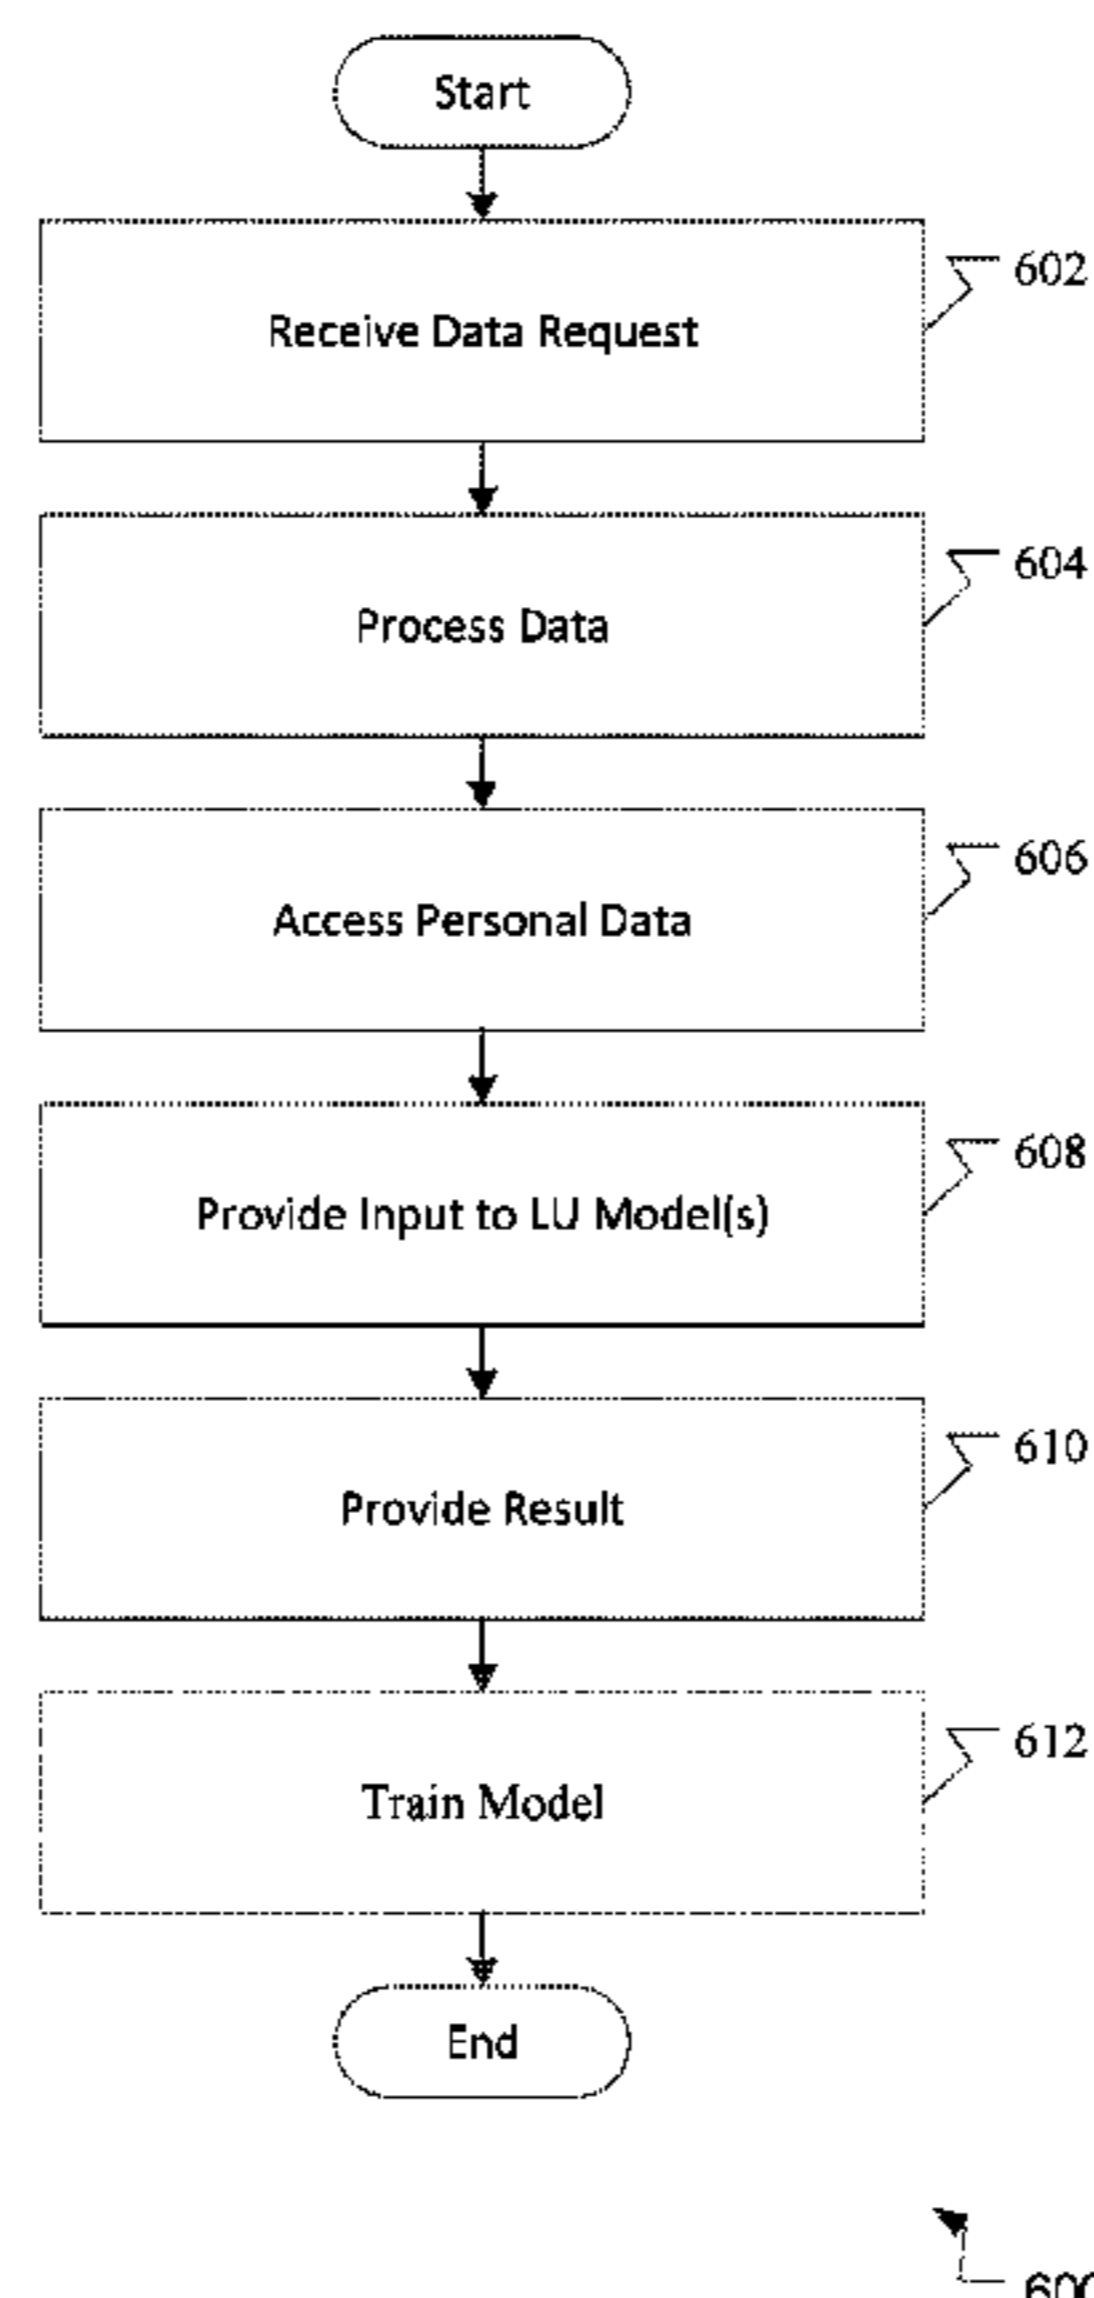 Start
Receive Data Request
602
Process Data
604
Access Personal Data
606
Provide Input to LU Model(s)
608
Provide Result
610
Train Model
612
End
600